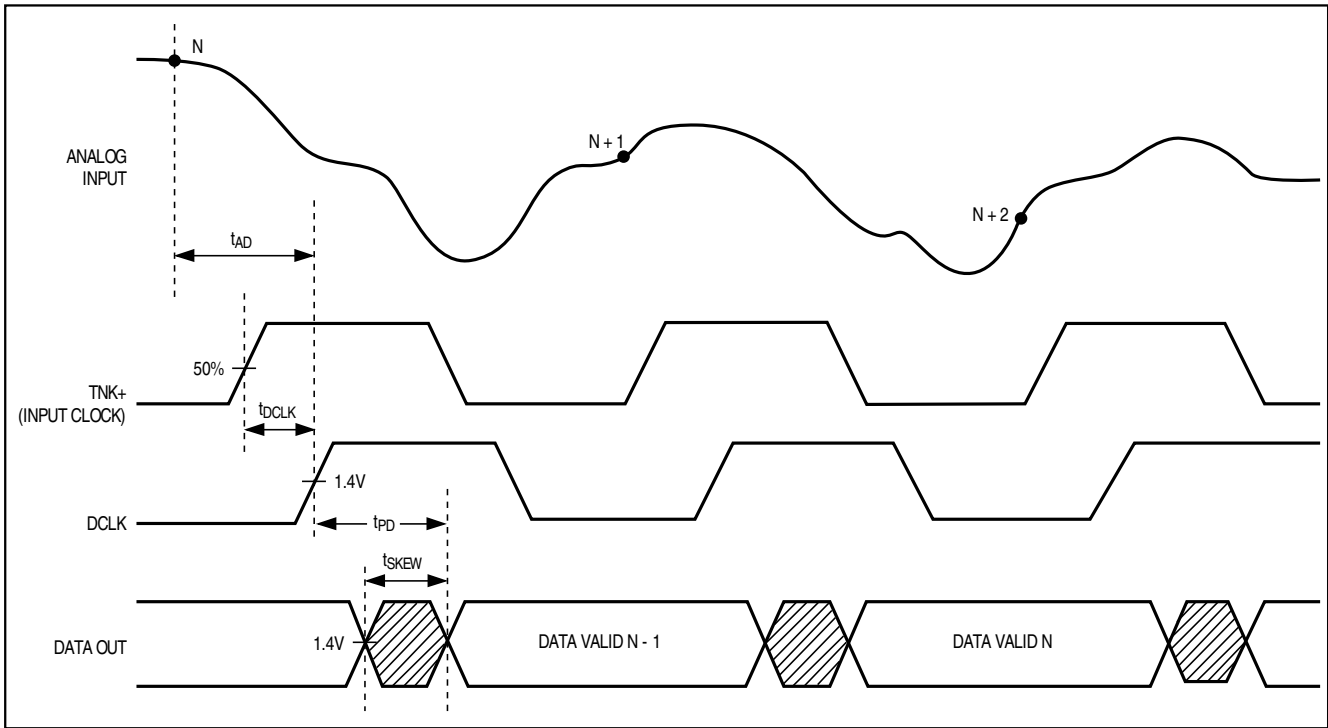 N
ANALOG
INPUT
N + 1
N + 2
tAD
50%
TNK+
(INPUT CLOCK)
tDCLK
1.4V
DCLK
tPD
tSKEW
DATA OUT
1.4V
DATA VALID N - 1
DATA VALID N